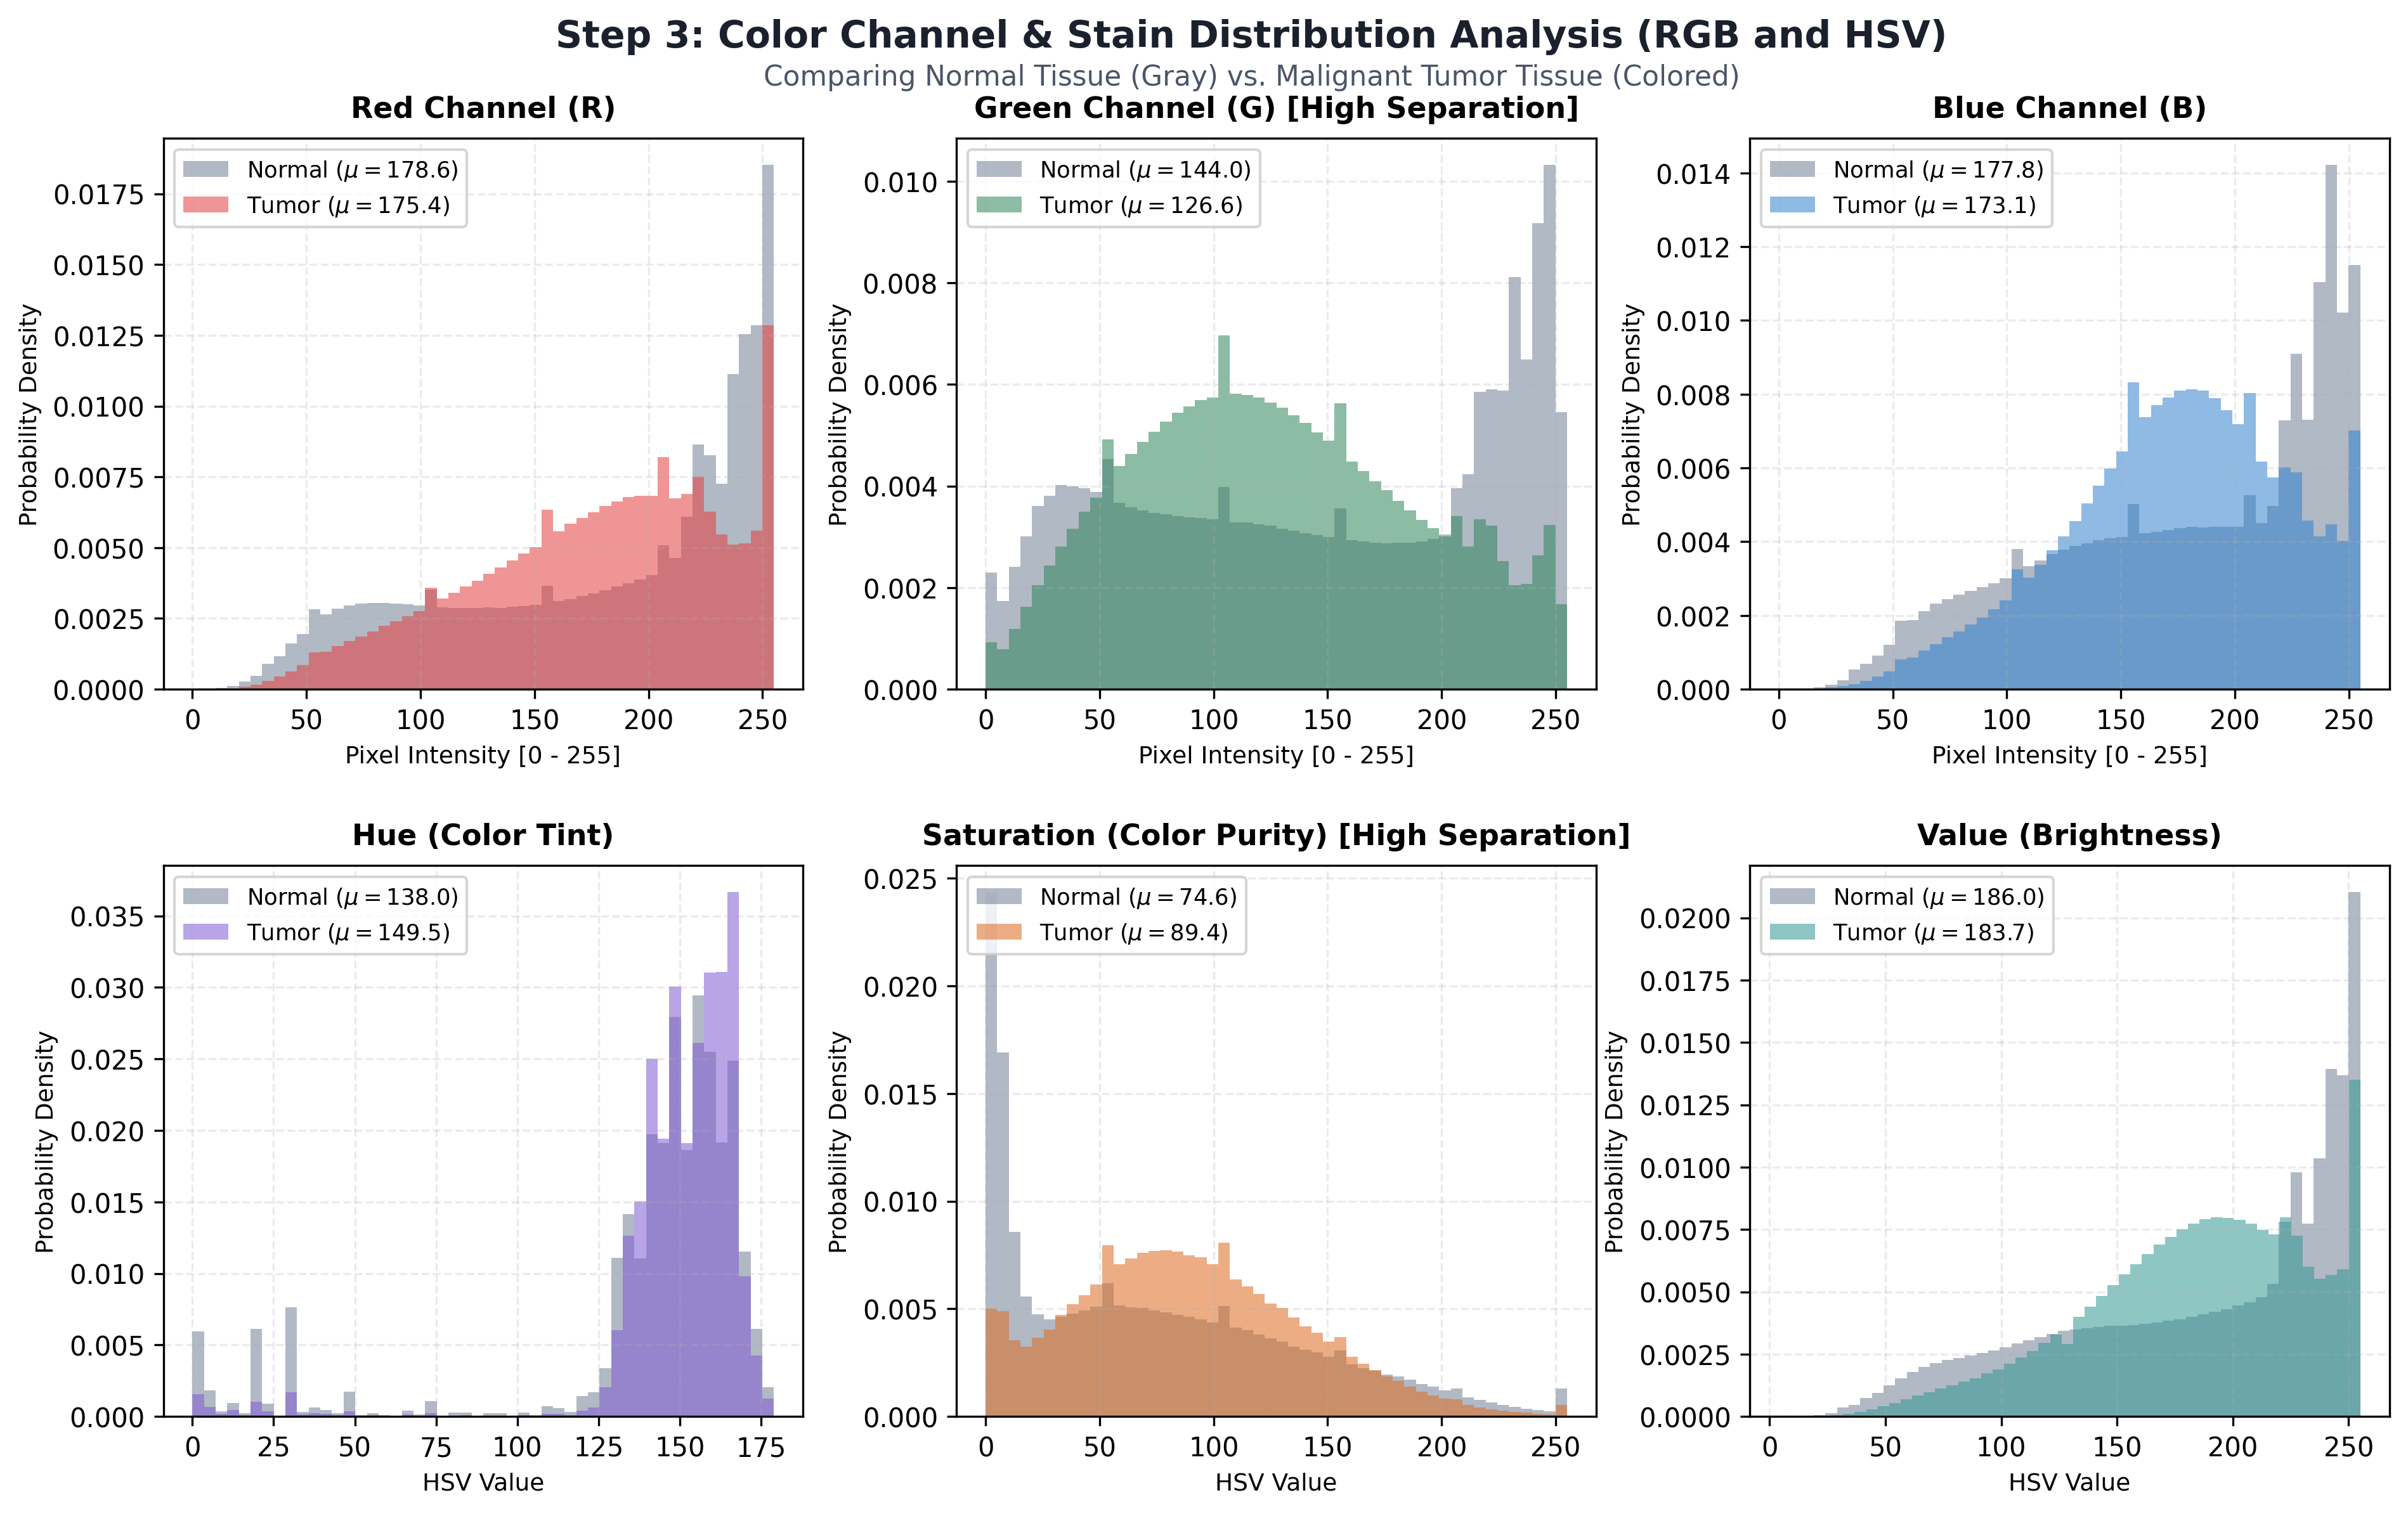 Step 3: Color Channel & Stain Distribution Analysis (RGB and HSV)
Comparing Normal Tissue (Gray) vs. Malignant Tumor Tissue (Colored)
Red Channel (R)
Normal (μ = 178.6)
Tumor (μ = 175.4)
Probability Density
0.0175
0.0150
0.0125
0.0100
0.0075
0.0050
0.0025
0.0000
0 50 100 150 200 250
Pixel Intensity [0 - 255]
Green Channel (G) [High Separation]
Normal (μ = 144.0)
Tumor (μ = 126.6)
Probability Density
0.010
0.008
0.006
0.004
0.002
0.000
0 50 100 150 200 250
Pixel Intensity [0 - 255]
Blue Channel (B)
Normal (μ = 177.8)
Tumor (μ = 173.1)
Probability Density
0.014
0.012
0.010
0.008
0.006
0.004
0.002
0.000
0 50 100 150 200 250
Pixel Intensity [0 - 255]
Hue (Color Tint)
Normal (μ = 138.0)
Tumor (μ = 149.5)
Probability Density
0.035
0.030
0.025
0.020
0.015
0.010
0.005
0.000
0 25 50 75 100 125 150 175
HSV Value
Saturation (Color Purity) [High Separation]
Normal (μ = 74.6)
Tumor (μ = 89.4)
Probability Density
0.025
0.020
0.015
0.010
0.005
0.000
0 50 100 150 200 250
HSV Value
Value (Brightness)
Normal (μ = 186.0)
Tumor (μ = 183.7)
Probability Density
0.0200
0.0175
0.0150
0.0125
0.0100
0.0075
0.0050
0.0025
0.0000
0 50 100 150 200 250
HSV Value